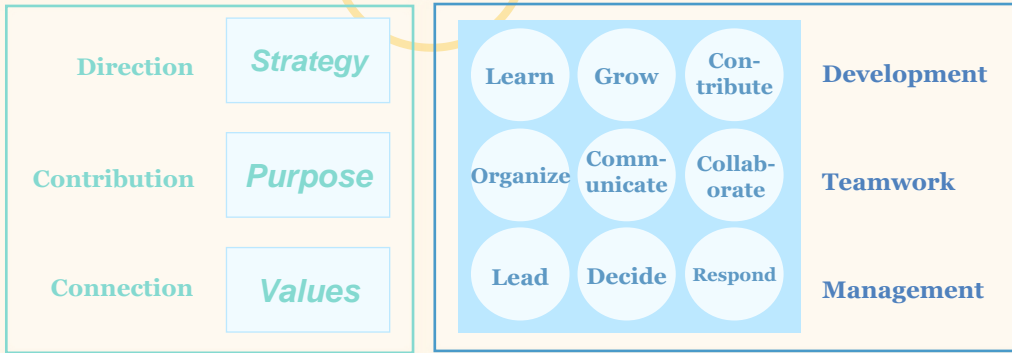 Direction
Strategy
Contribution
Purpose
Connection
Values
Learn
Grow
Con-
tribute
Development
Organize
Comm-
unicate
Collab-
orate
Teamwork
Lead
Decide
Respond
Management